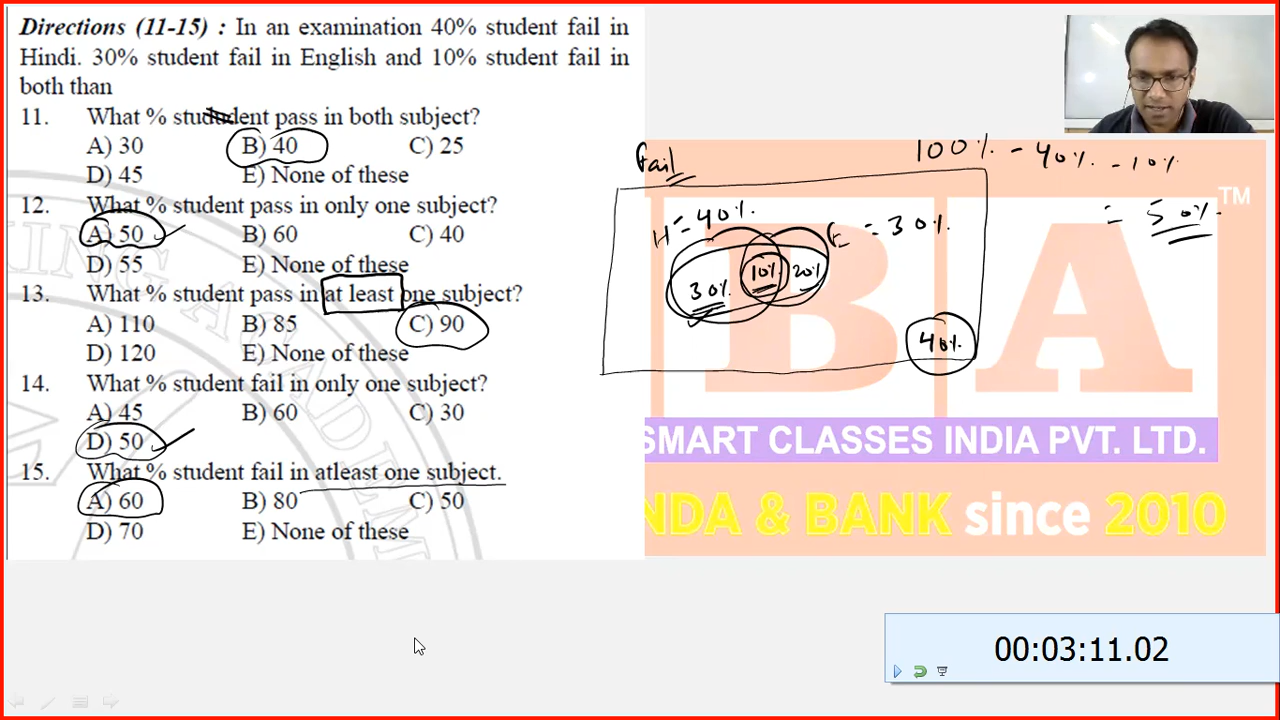 Directions (11-15) : In an examination 40% student fail in
Hindi. 30% student fail in English and 10% student fail in
both than
11. What % student pass in both subject?
A) 30 B) 40 C) 25
D) 45 E) None of these
12. What % student pass in only one subject?
A) 50 B) 60 C) 40
D) 55 E) None of these
13. What % student pass in at least one subject?
A) 110 B) 85 C) 90
D) 120 E) None of these
14. What % student fail in only one subject?
A) 45 B) 60 C) 30
D) 50
15. What % student fail in atleast one subject.
A) 60 B) 80 C) 50
D) 70 E) None of these
Fail
100% - 40% - 10%
= 50%
H = 40%
E = 30%
30% 10% 20%
40%
BA
TM
SMART CLASSES INDIA PVT. LTD.
NDA & BANK since 2010
00:03:11.02